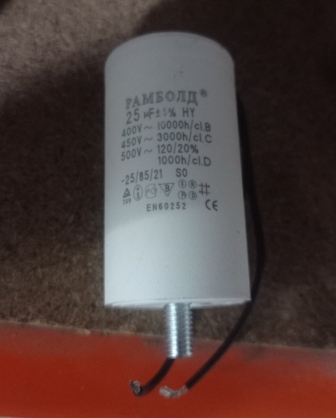 РАМБОЛД®
25 µF±5% HY
400V~ 10000h/cl.B
450V~ 3000h/cl.C
500V~ 120/20%
1000h/cl.D
-25/85/21 S0
EN60252 CE